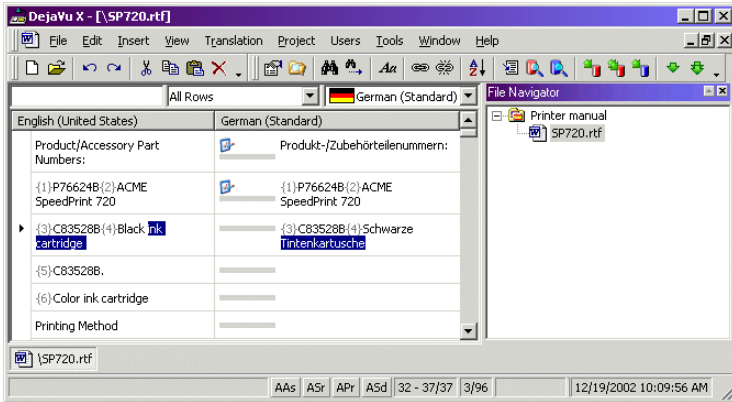 DejaVu X - [\SP720.rtf]
File Edit Insert View Translation Project Users Tools Window Help
Aa
All Rows German (Standard) File Navigator
English (United States) German (Standard)
Printer manual
SP720.rtf
Product/Accessory Part
Numbers:
Produkt-/Zubehörteilenummern:
{1}P76624B{2}ACME
SpeedPrint 720
{1}P76624B{2}ACME
SpeedPrint 720
{3}C83528B{4}Black ink
cartridge
{3}C83528B{4}Schwarze
Tintenkartusche
{5}C83528B.
{6}Color ink cartridge
Printing Method
\SP720.rtf
AAs ASr APr ASd 32 - 37/37 3/96 12/19/2002 10:09:56 AM